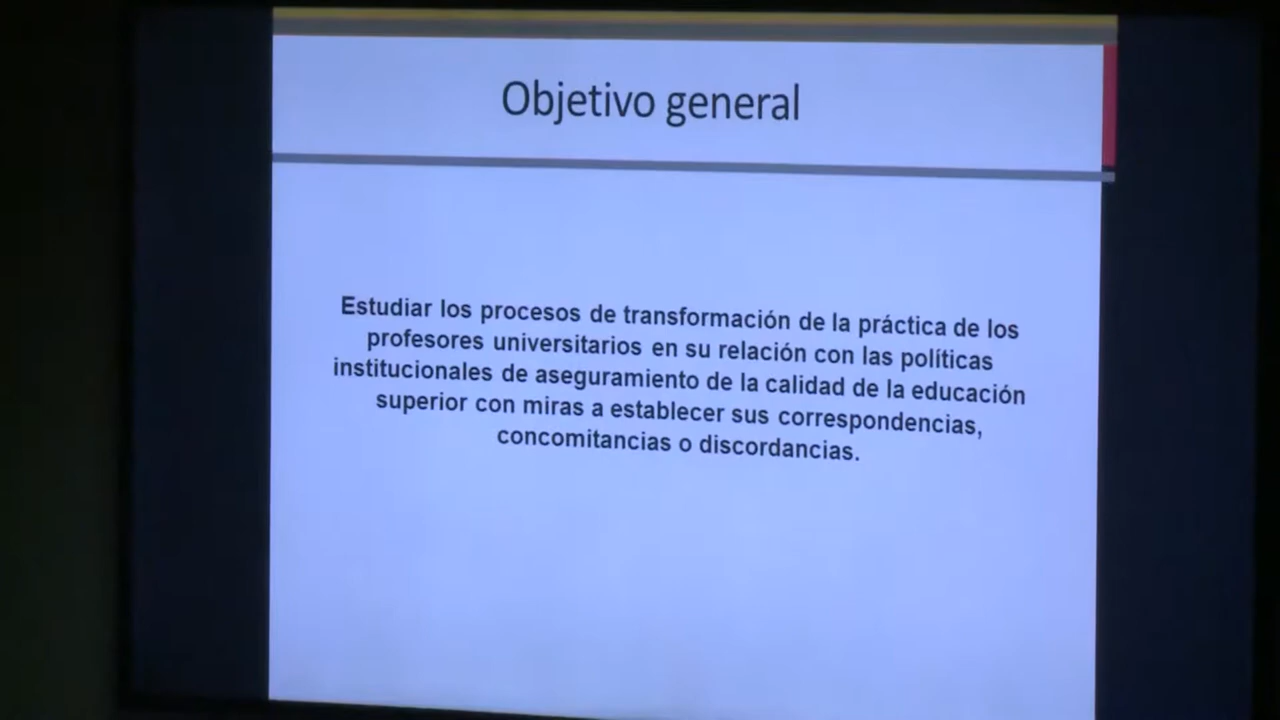 Objetivo general
Estudiar los procesos de transformación de la práctica de los
profesores universitarios en su relación con las políticas
institucionales de aseguramiento de la calidad de la educación
superior con miras a establecer sus correspondencias,
concomitancias o discordancias.